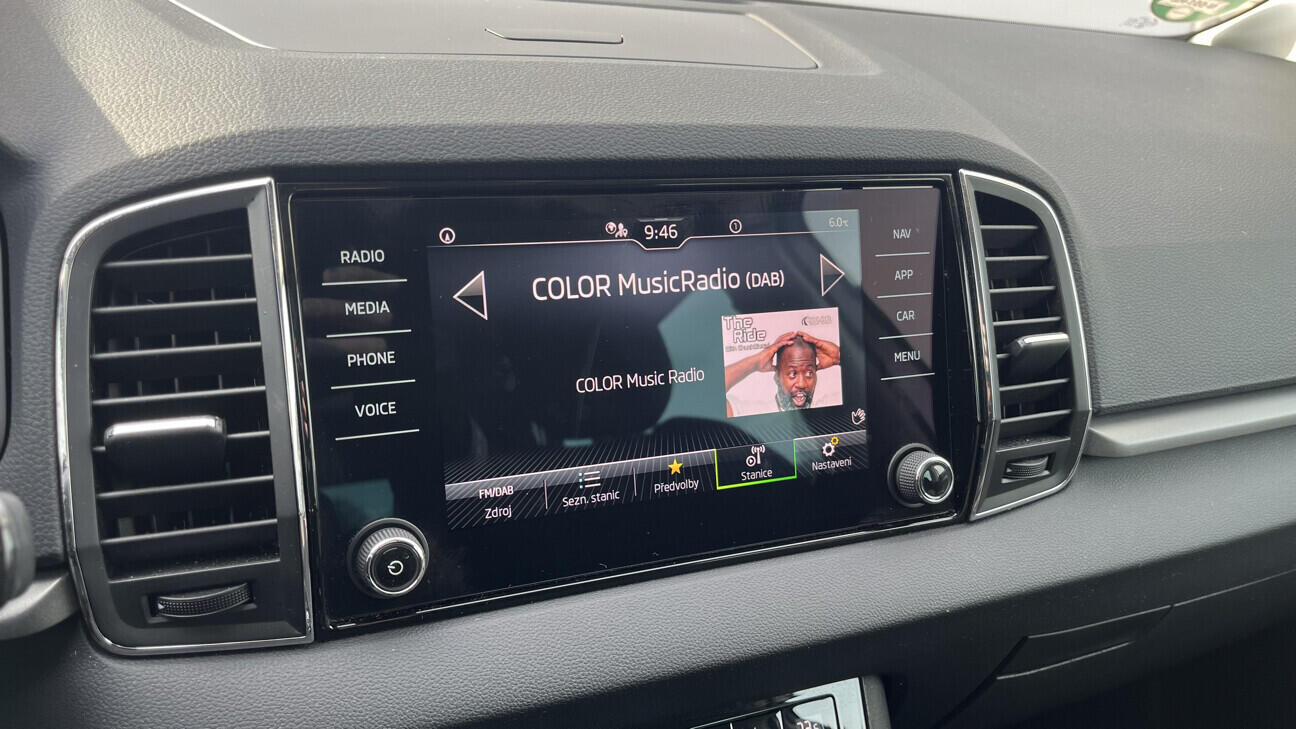 RADIO
MEDIA
PHONE
VOICE
9:46
1
6.0°C
COLOR MusicRadio (DAB)
COLOR Music Radio
The
Ride
FM/DAB
Zdroj
Sezn. stanic
Předvolby
Stanice
Nastavení
NAV
APP
CAR
MENU